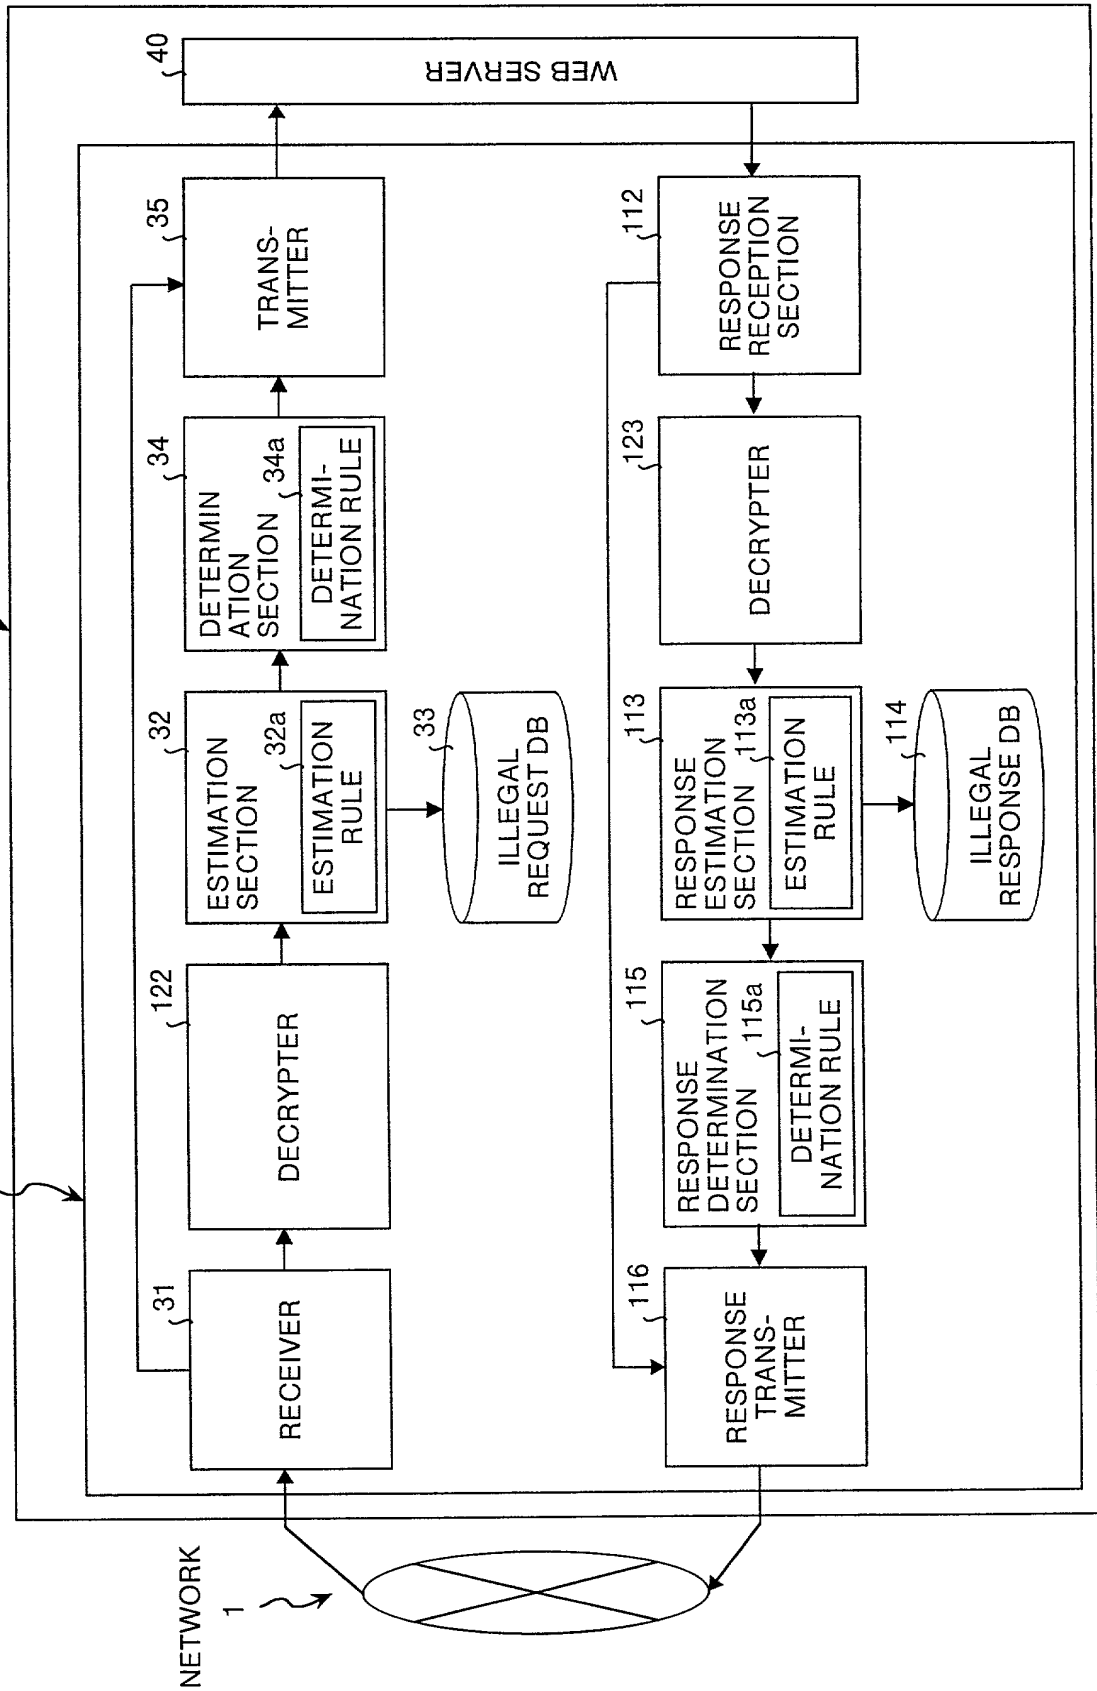 NETWORK
1
31
RECEIVER
122
DECRYPTER
32
ESTIMATION
SECTION
32a
ESTIMATION
RULE
33
ILLEGAL
REQUEST DB
34
DETERMIN
ATION
SECTION
34a
DETERMI-
NATION RULE
35
TRANS-
MITTER
40
WEB SERVER
116
RESPONSE
TRANS-
MITTER
115
RESPONSE
DETERMINATION
SECTION
115a
DETERMI-
NATION RULE
113
RESPONSE
ESTIMATION
SECTION
113a
ESTIMATION
RULE
114
ILLEGAL
RESPONSE DB
123
DECRYPTER
112
RESPONSE
RECEPTION
SECTION